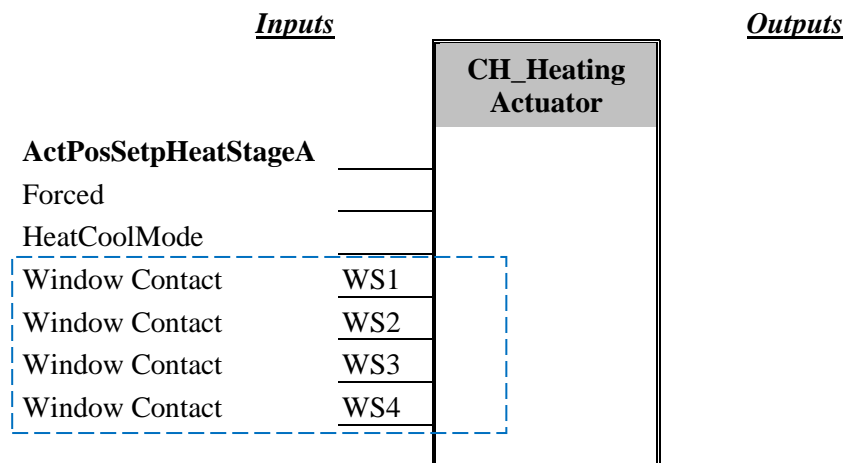 Inputs Outputs
CH_Heating
Actuator
ActPosSetpHeatStageA
Forced
HeatCoolMode
Window Contact WS1
Window Contact WS2
Window Contact WS3
Window Contact WS4